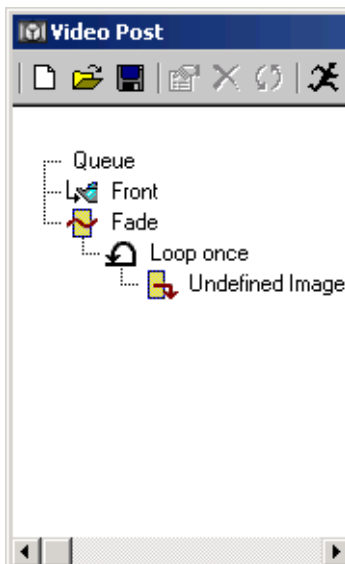 Video Post
Queue
Front
Fade
Loop once
Undefined Image